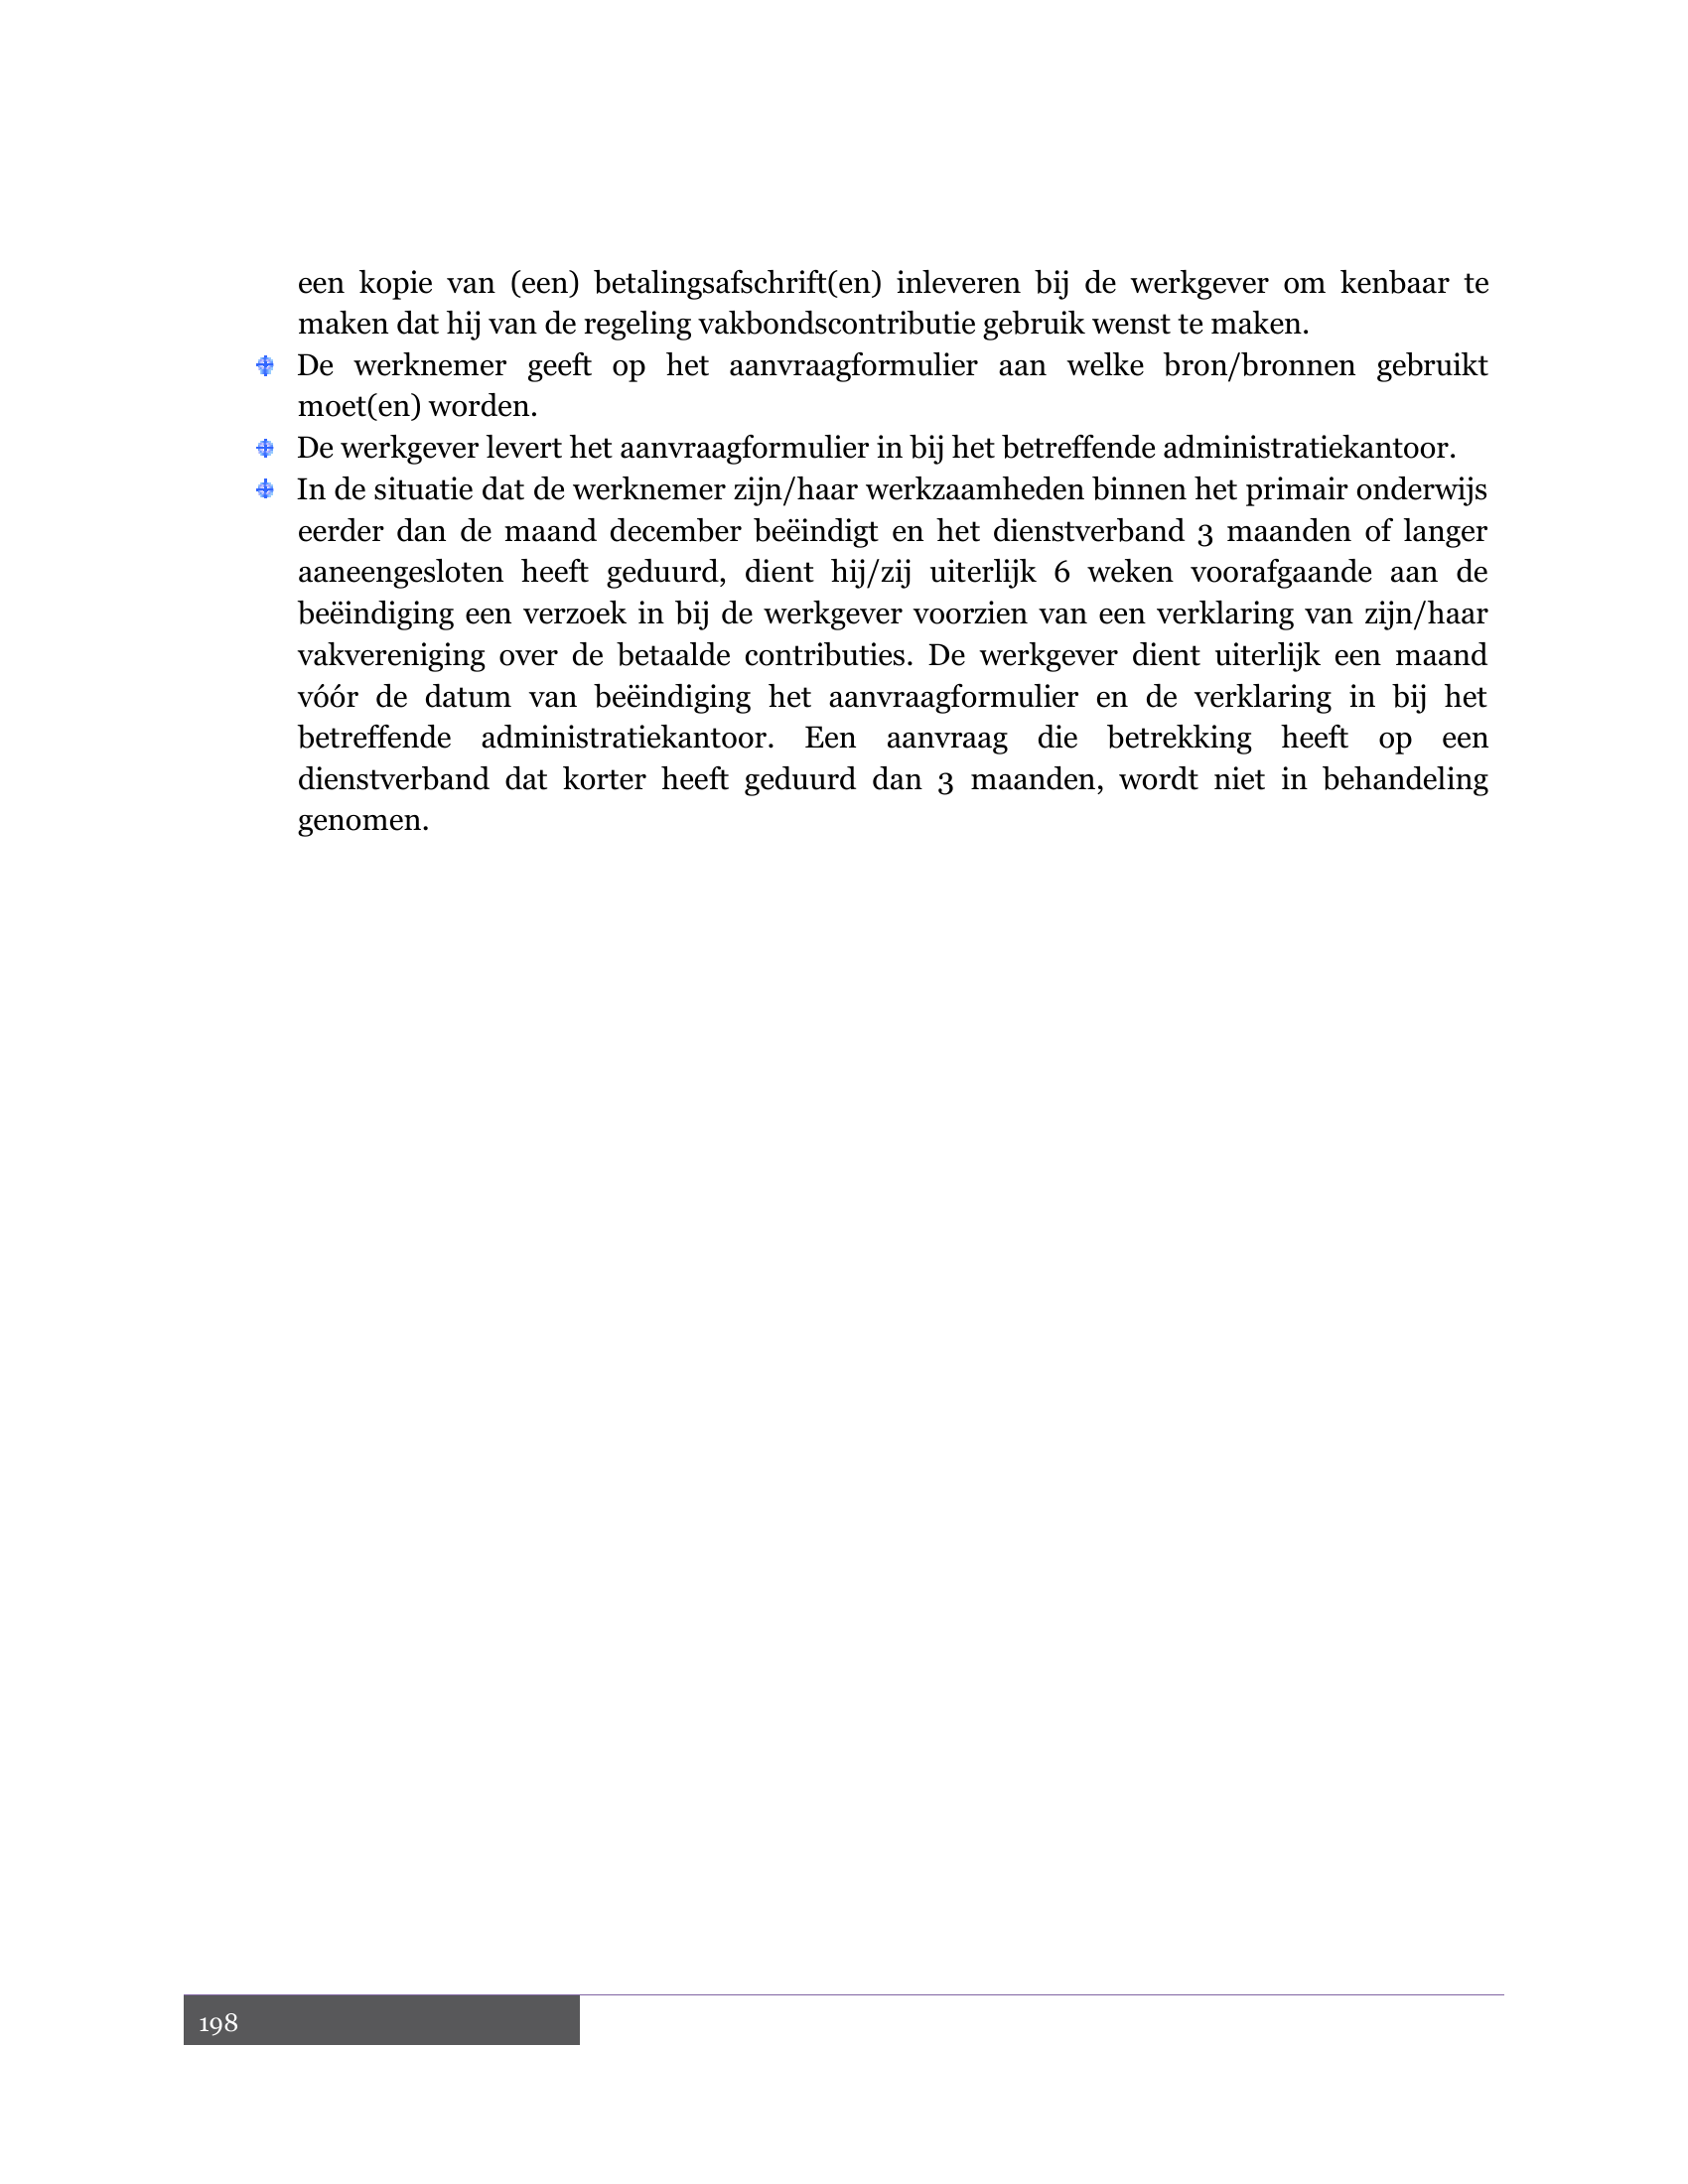 een kopie van (een) betalingsafschrift(en) inleveren bij de werkgever om kenbaar te
maken dat hij van de regeling vakbondscontributie gebruik wenst te maken.
De werknemer geeft op het aanvraagformulier aan welke bron/bronnen gebruikt
moet(en) worden.
De werkgever levert het aanvraagformulier in bij het betreffende administratiekantoor.
In de situatie dat de werknemer zijn/haar werkzaamheden binnen het primair onderwijs
eerder dan de maand december beëindigt en het dienstverband 3 maanden of langer
aaneengesloten heeft geduurd, dient hij/zij uiterlijk 6 weken voorafgaande aan de
beëindiging een verzoek in bij de werkgever voorzien van een verklaring van zijn/haar
vakvereniging over de betaalde contributies. De werkgever dient uiterlijk een maand
vóór de datum van beëindiging het aanvraagformulier en de verklaring in bij het
betreffende administratiekantoor. Een aanvraag die betrekking heeft op een
dienstverband dat korter heeft geduurd dan 3 maanden, wordt niet in behandeling
genomen.
198